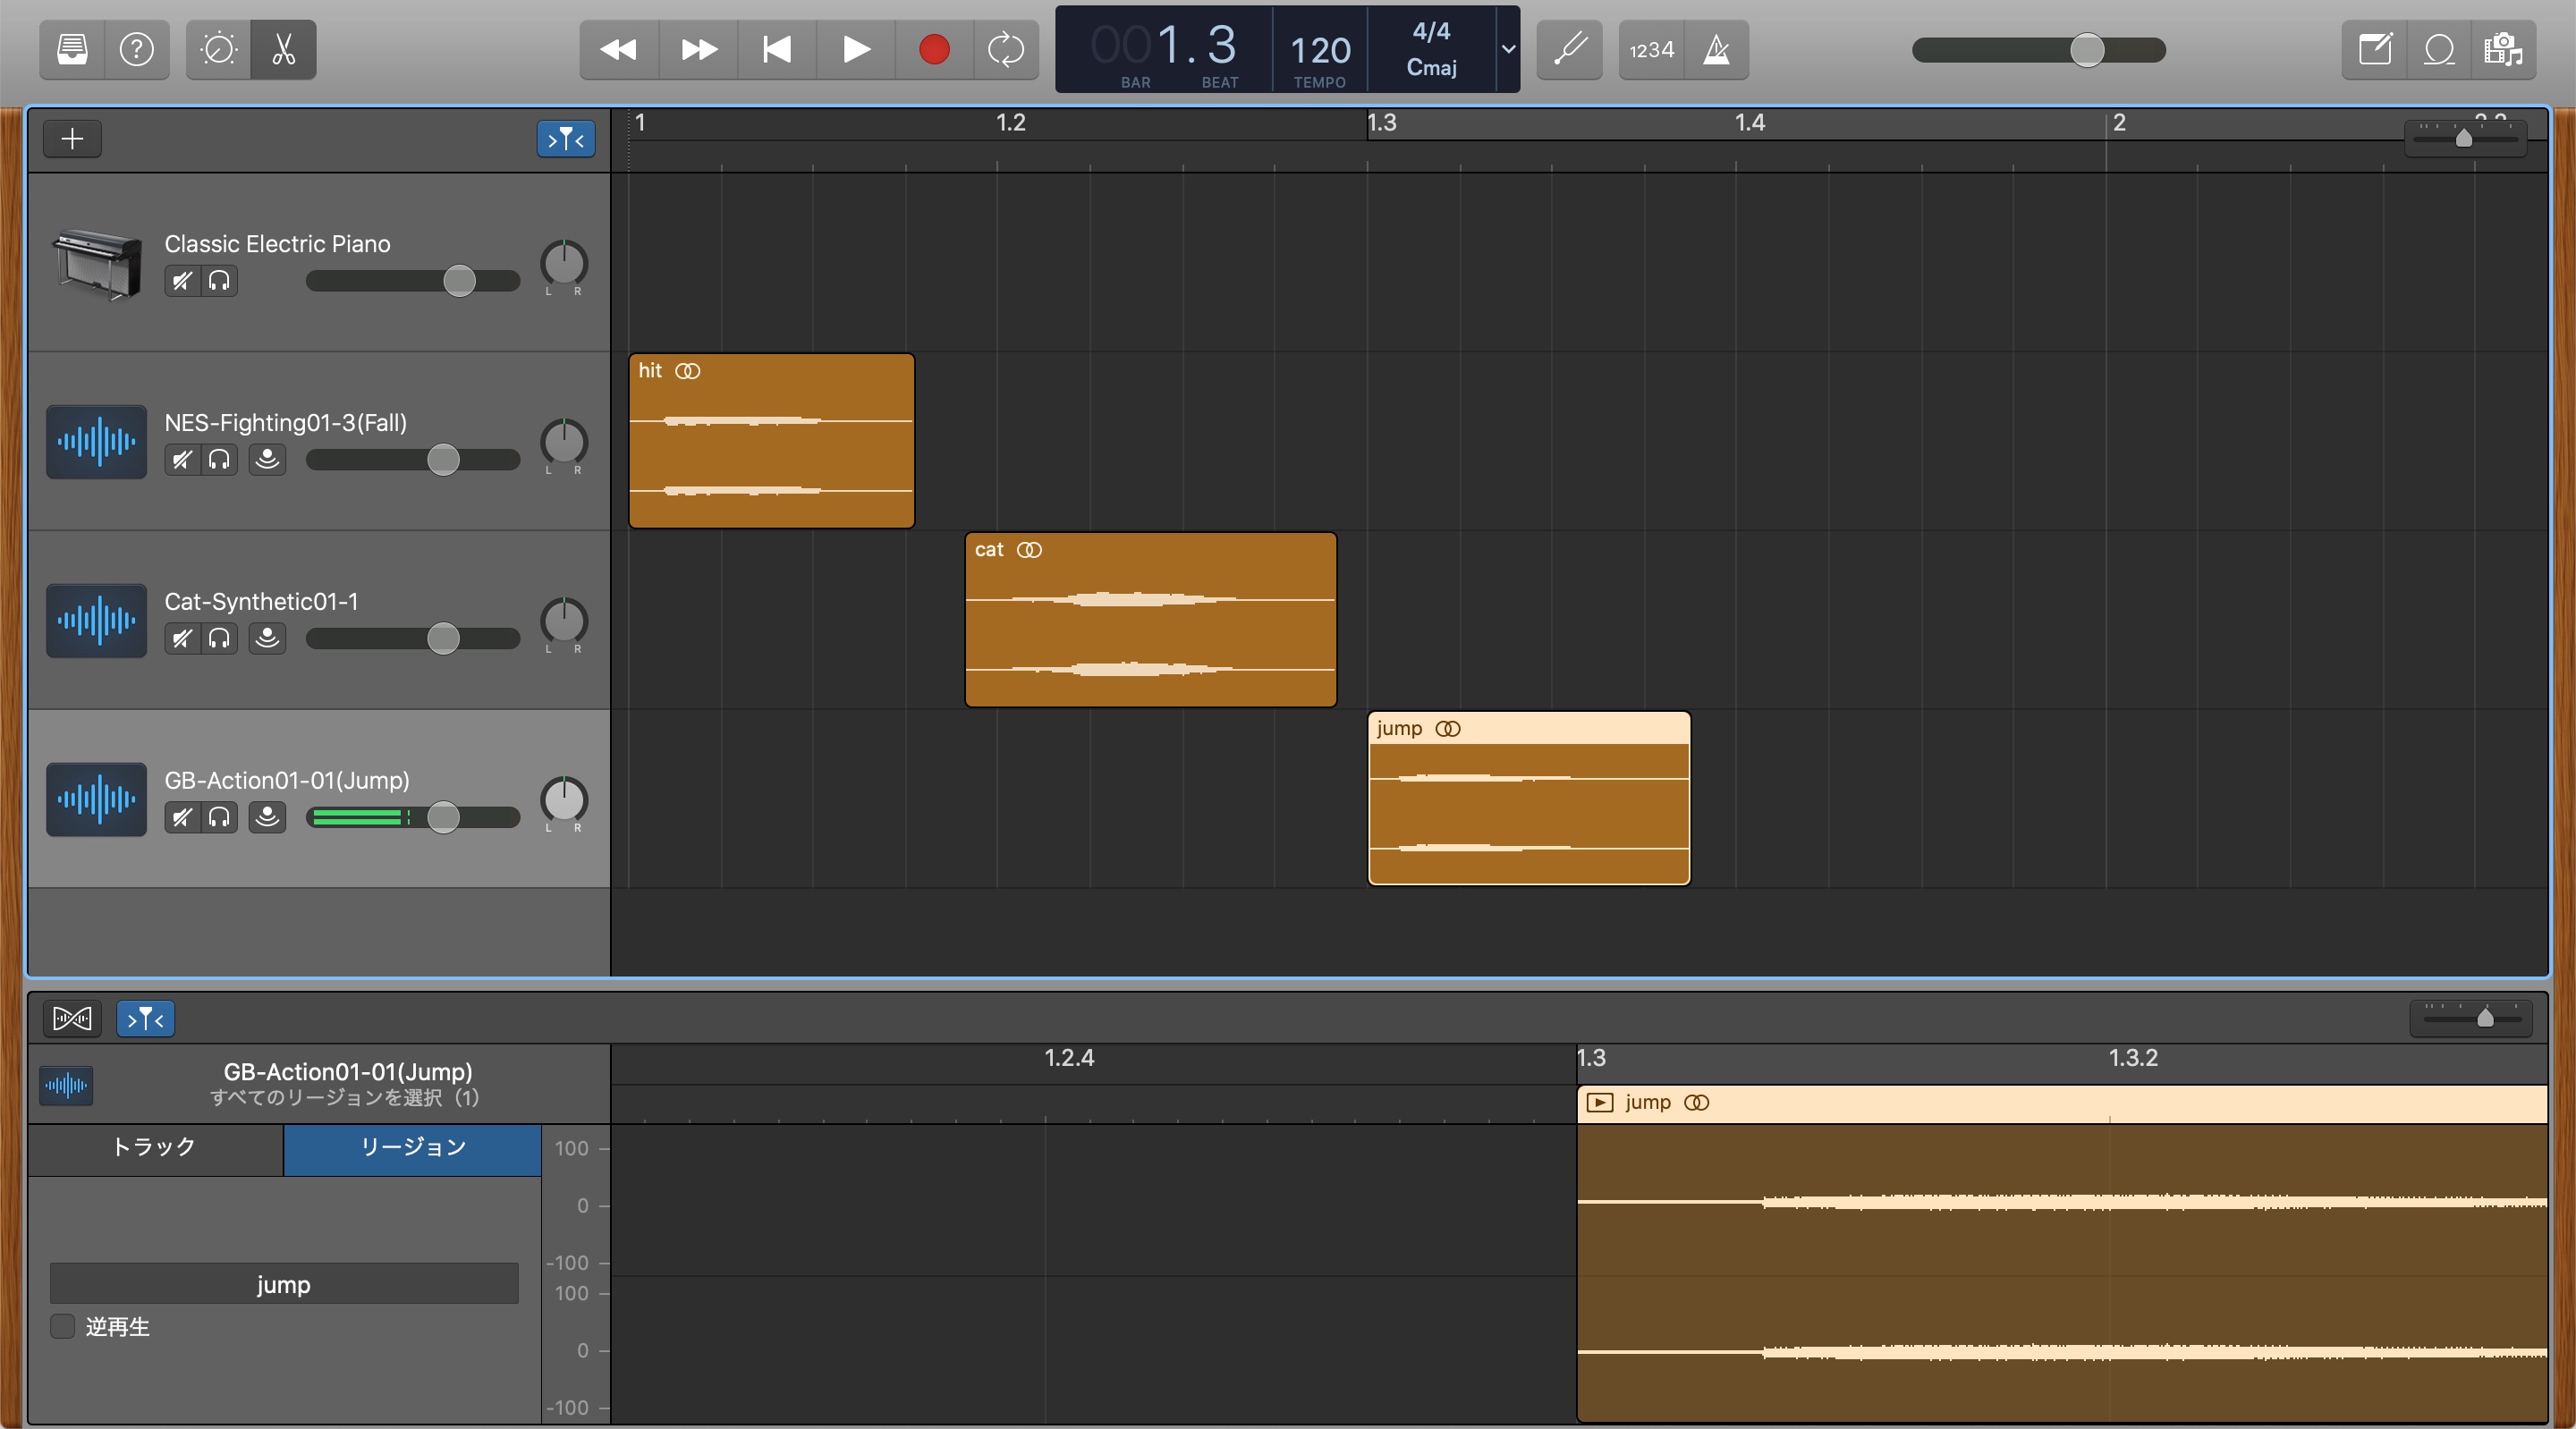 001.3
120
4/4
Cmaj
BAR
BEAT
TEMPO
1234
1
1.2
1.3
1.4
2
Classic Electric Piano
L R
hit
NES-Fighting01-3(Fall)
L R
cat
Cat-Synthetic01-1
L R
jump
GB-Action01-01(Jump)
L R
1.2.4
1.3
1.3.2
GB-Action01-01(Jump)
すべてのリージョンを選択（1）
jump
トラック
リージョン
100
0
-100
100
0
-100
jump
逆再生